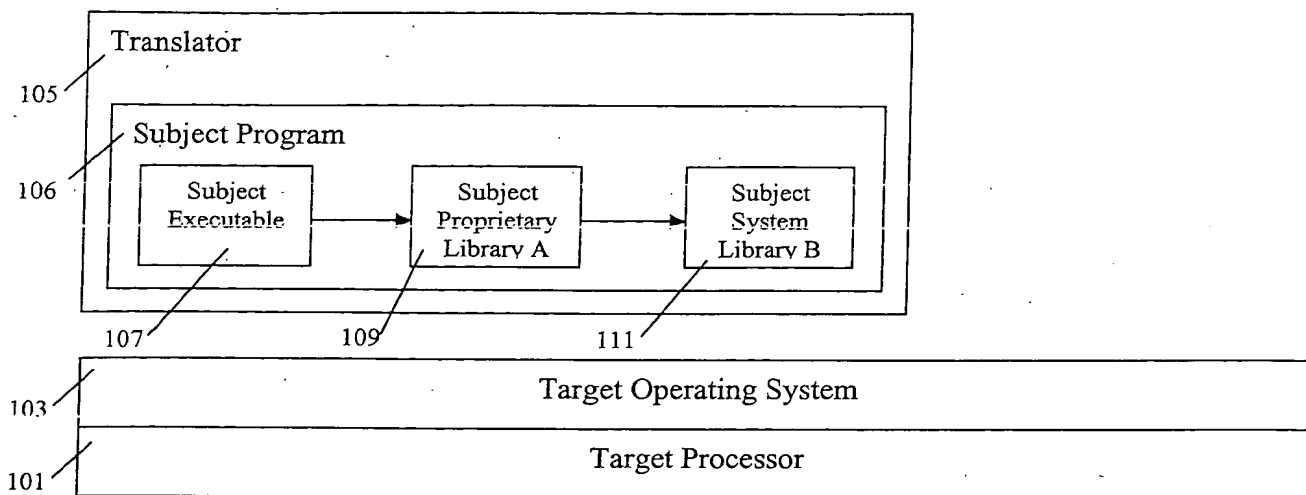 Translator
105
Subject Program
106
Subject
Executable
Subject
Proprietary
Library A
Subject
System
Library B
107
109
111
103
Target Operating System
Target Processor
101